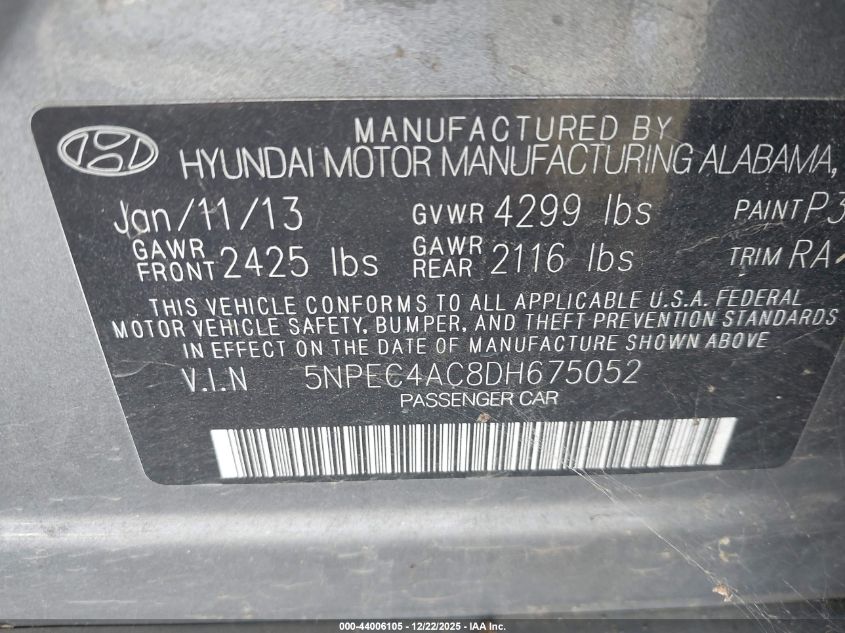 MANUFACTURED BY
HYUNDAI MOTOR MANUFACTURING ALABAMA,
Jan/11/13 GVWR 4299 lbs PAINT P3
GAWR FRONT 2425 lbs GAWR REAR 2116 lbs TRIM RA
THIS VEHICLE CONFORMS TO ALL APPLICABLE U.S.A. FEDERAL
MOTOR VEHICLE SAFETY, BUMPER, AND THEFT PREVENTION STANDARDS
IN EFFECT ON THE DATE OF MANUFACTURE SHOWN ABOVE
V.I.N 5NPEC4AC8DH675052
PASSENGER CAR
000-44006105 - 12/22/2025 - IAA Inc.